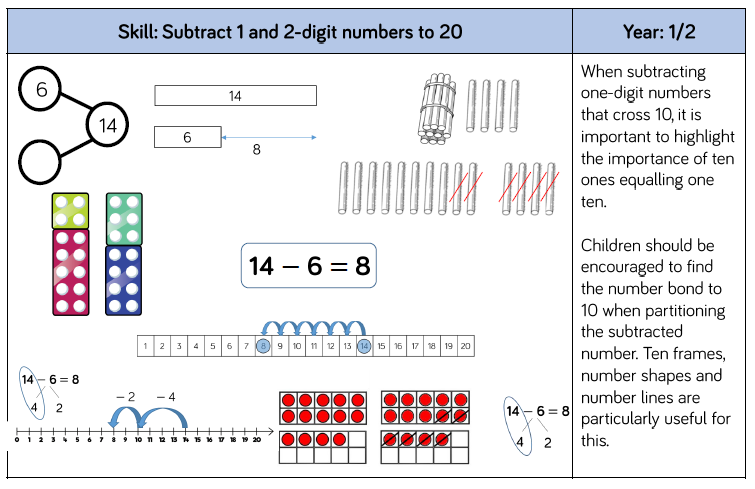 Skill: Subtract 1 and 2-digit numbers to 20
Year: 1/2
6
14
14
6
8
14 – 6 = 8
1 2 3 4 5 6 7 8 9 10 11 12 13 14 15 16 17 18 19 20
14 – 6 = 8
4 2
– 2 – 4
0 1 2 3 4 5 6 7 8 9 10 11 12 13 14 15 16 17 18 19 20
14 – 6 = 8
4 2
When subtracting
one-digit numbers
that cross 10, it is
important to highlight
the importance of ten
ones equalling one
ten.
Children should be
encouraged to find
the number bond to
10 when partitioning
the subtracted
number. Ten frames,
number shapes and
number lines are
particularly useful for
this.